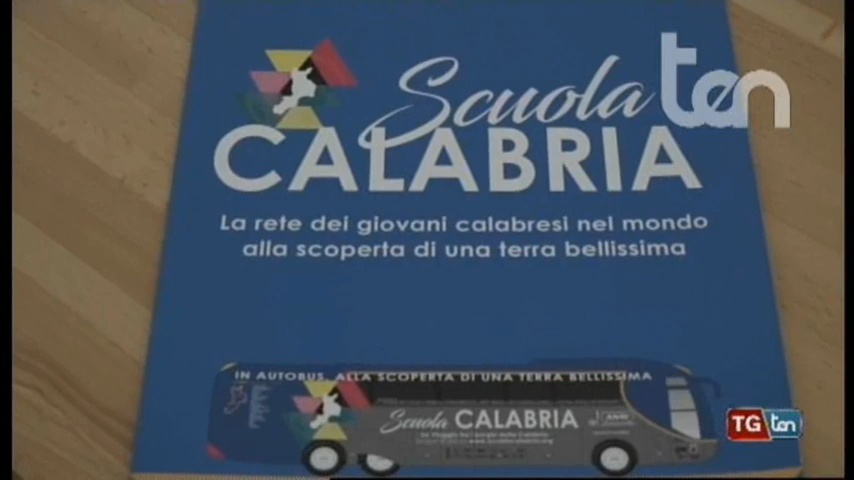 ten
Scuola
CALABRIA
La rete dei giovani calabresi nel mondo
alla scoperta di una terra bellissima
IN AUTOBUS, ALLA SCOPERTA DI UNA TERRA BELLISSIMA
Scuola CALABRIA
TG ten